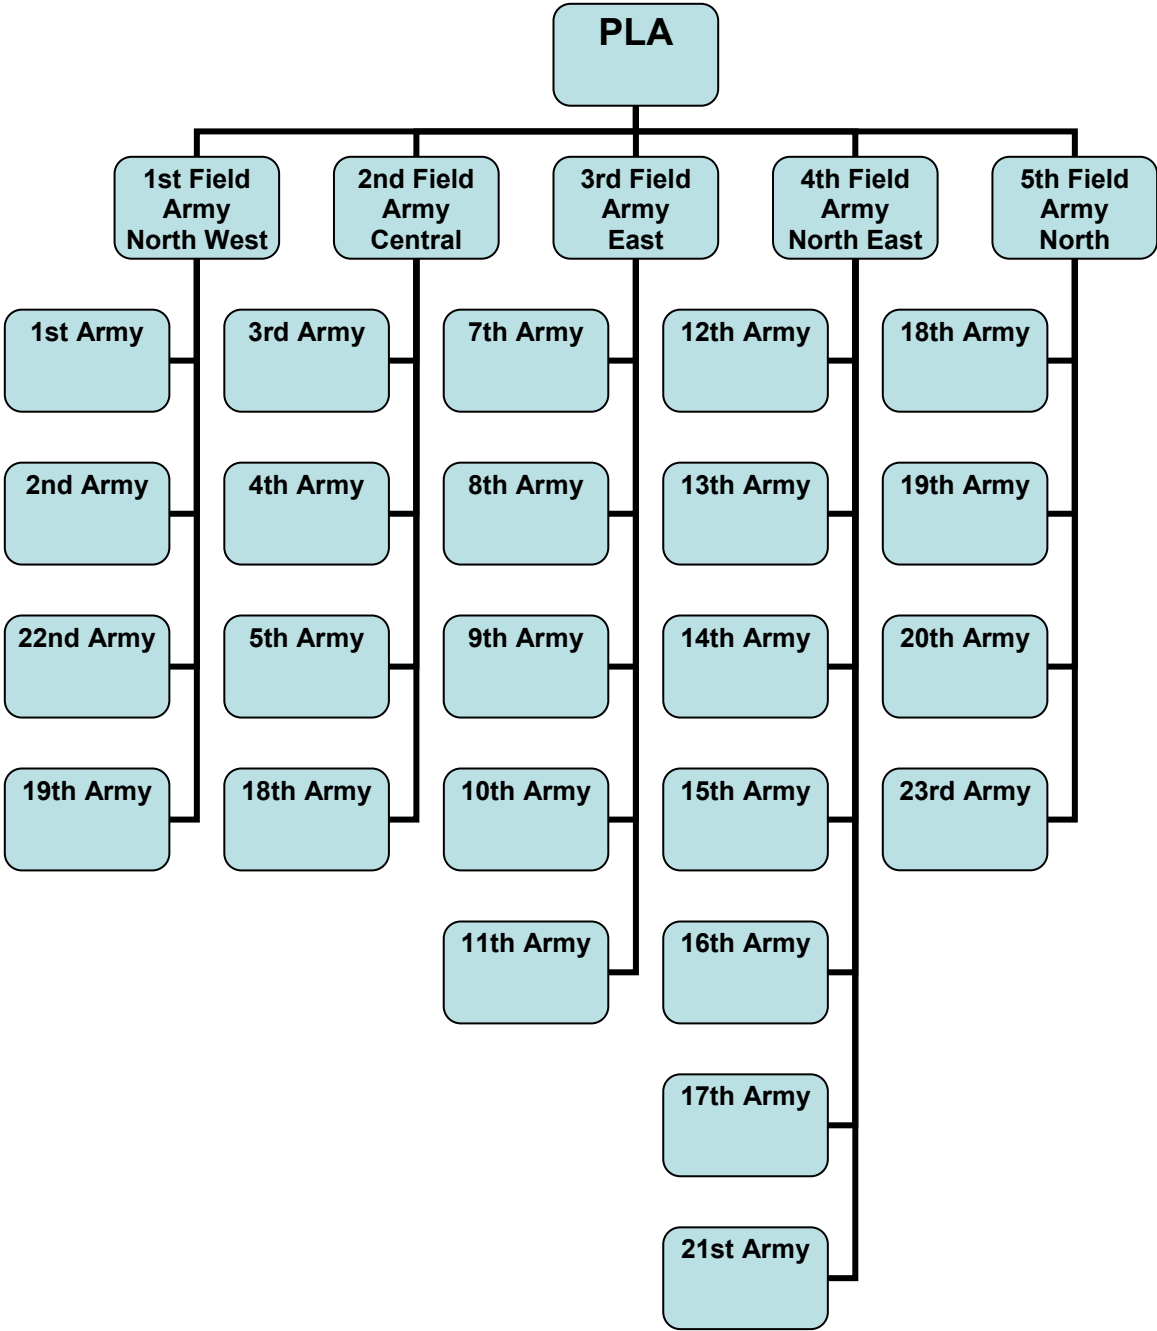 PLA
1st Field
Army
North West
2nd Field
Army
Central
3rd Field
Army
East
4th Field
Army
North East
5th Field
Army
North
1st Army
3rd Army
7th Army
12th Army
18th Army
2nd Army
4th Army
8th Army
13th Army
19th Army
22nd Army
5th Army
9th Army
14th Army
20th Army
19th Army
18th Army
10th Army
15th Army
23rd Army
11th Army
16th Army
17th Army
21st Army